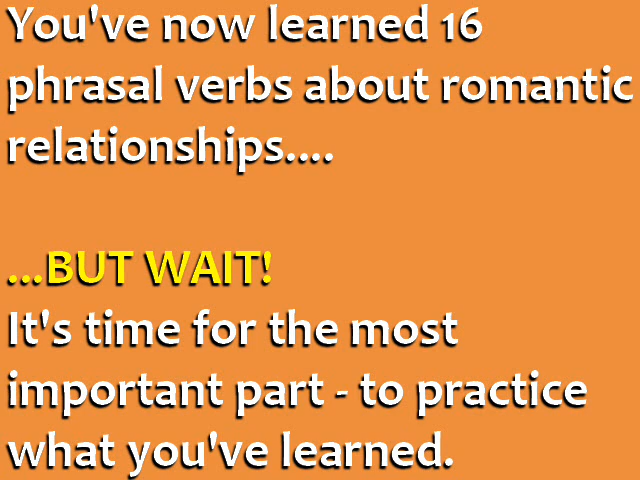 You've now learned 16
phrasal verbs about romantic
relationships....
...BUT WAIT!
It's time for the most
important part - to practice
what you've learned.